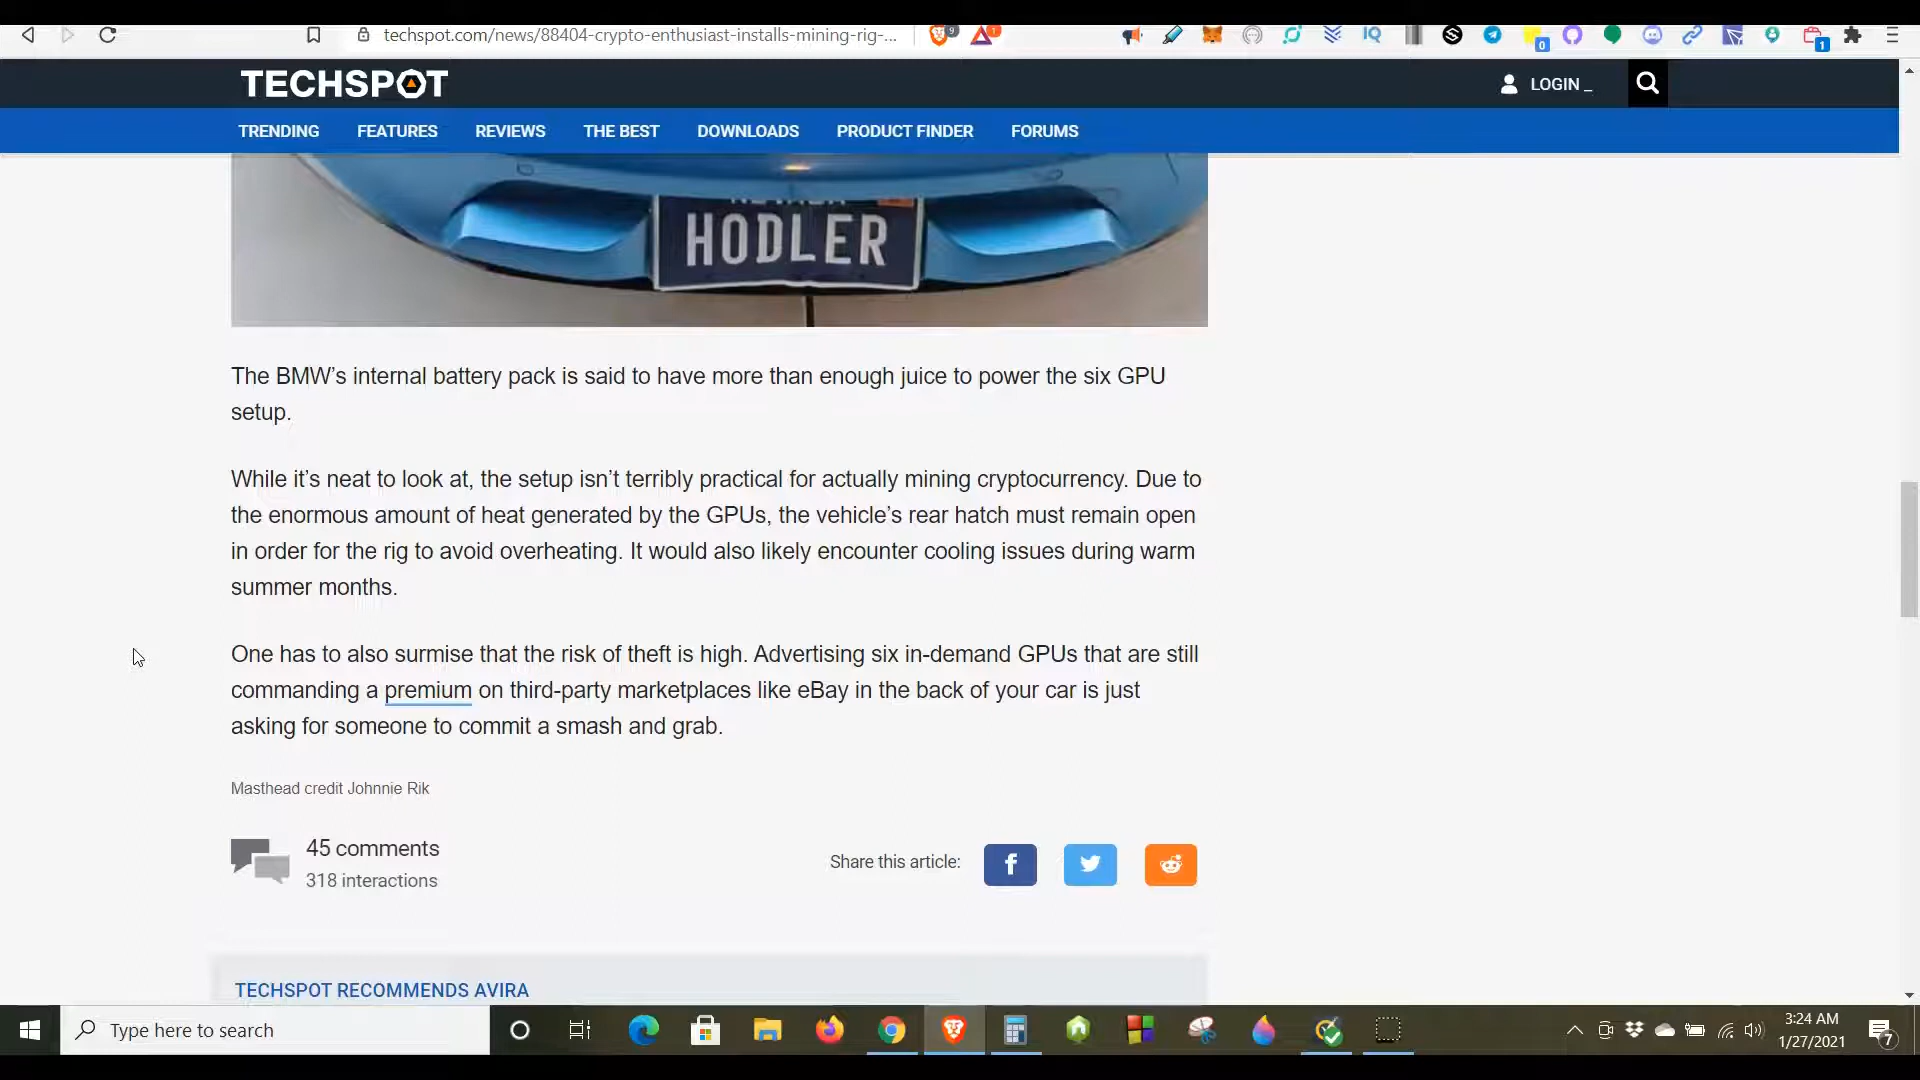 techspot.com/news/88404-crypto-enthusiast-installs-mining-rig-...
9
1
IQ
0
1
TECHSPOT
LOGIN _
TRENDING FEATURES REVIEWS THE BEST DOWNLOADS PRODUCT FINDER FORUMS
HODLER
The BMW’s internal battery pack is said to have more than enough juice to power the six GPU
setup.
While it’s neat to look at, the setup isn’t terribly practical for actually mining cryptocurrency. Due to
the enormous amount of heat generated by the GPUs, the vehicle’s rear hatch must remain open
in order for the rig to avoid overheating. It would also likely encounter cooling issues during warm
summer months.
One has to also surmise that the risk of theft is high. Advertising six in-demand GPUs that are still
commanding a premium on third-party marketplaces like eBay in the back of your car is just
asking for someone to commit a smash and grab.
Masthead credit Johnnie Rik
45 comments
318 interactions
Share this article:
TECHSPOT RECOMMENDS AVIRA
Type here to search
3:24 AM
1/27/2021
7